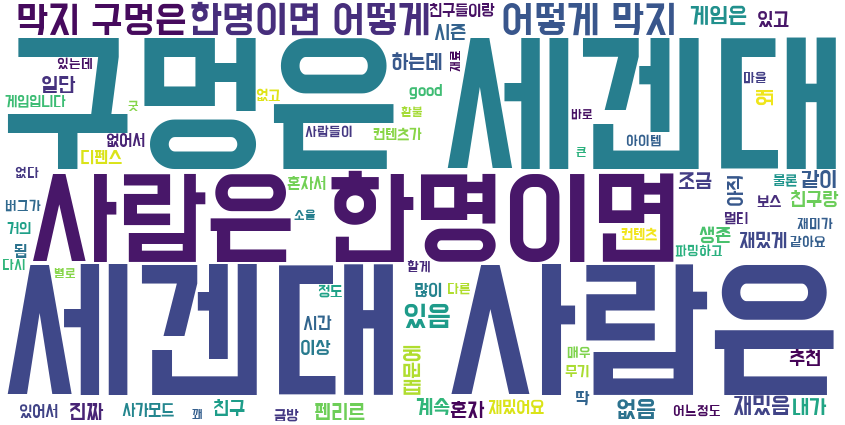 막지 구멍은 한명이면 어떻게 친구들이랑 어떻게 막지 게임은 있고
시즌
구멍은 세건대
있는데 하는데 재료 마을
일단 good 없고 혀
게임입니다 굿 환불 바로
사람들이 컨텐츠가 아이템
없어서 디펜스 큰
사람은 한명이면
없다 혼자서 조금 아직 물론 같이
버그가 소울 멀티 보스 친구랑
거의 컨텐츠 생존 재미가
됨 재밌게 같아요
다시 별로 할게 파밍하고
세건대 사람은
정도 많이 다른
시간 있음
이상 매우 추천
무기
있어서 진짜 사가모드 꽤 친구 금방 펜리르 계속 혼자 재밌어요 딱 없음 어느정도 재밌음 내가